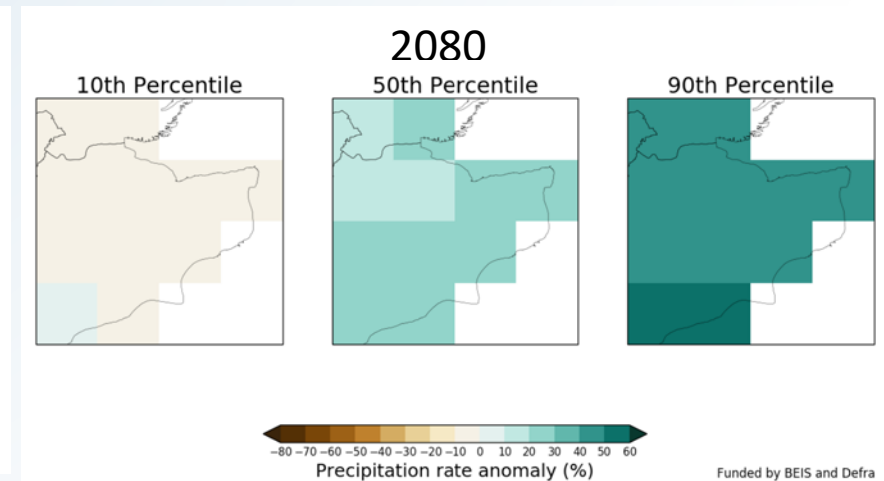 2080
10th Percentile 50th Percentile 90th Percentile
−80 −70 −60 −50 −40 −30 −20 −10 0 10 20 30 40 50 60
Precipitation rate anomaly (%)
Funded by BEIS and Defra